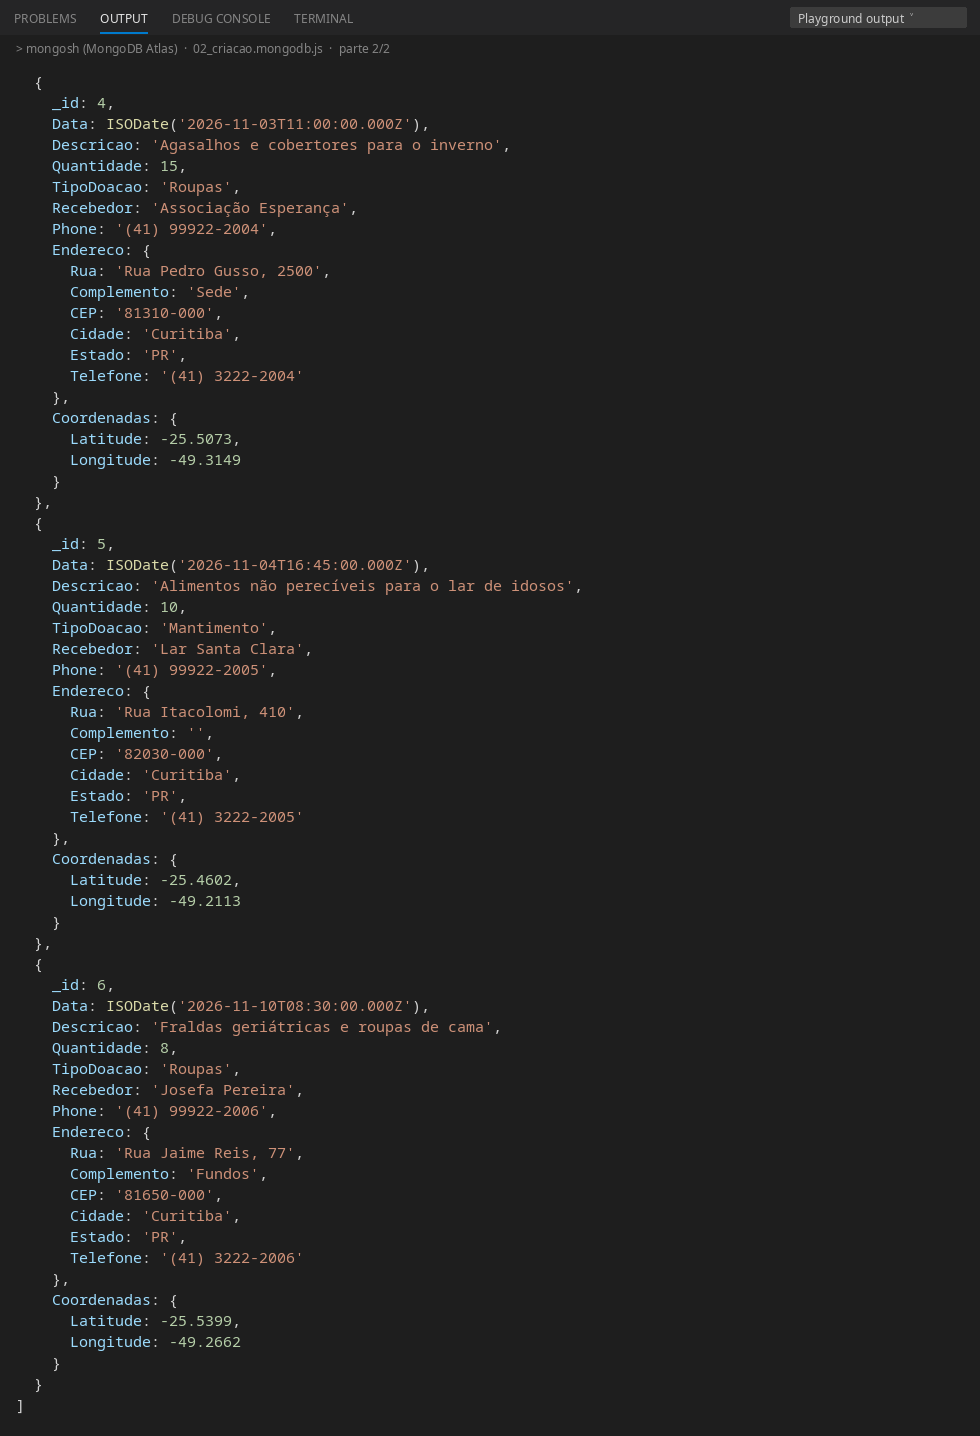 PROBLEMS OUTPUT DEBUG CONSOLE TERMINAL Playground output ˅
> mongosh (MongoDB Atlas) · 02_criacao.mongodb.js · parte 2/2
  {
    _id: 4,
    Data: ISODate('2026-11-03T11:00:00.000Z'),
    Descricao: 'Agasalhos e cobertores para o inverno',
    Quantidade: 15,
    TipoDoacao: 'Roupas',
    Recebedor: 'Associação Esperança',
    Phone: '(41) 99922-2004',
    Endereco: {
      Rua: 'Rua Pedro Gusso, 2500',
      Complemento: 'Sede',
      CEP: '81310-000',
      Cidade: 'Curitiba',
      Estado: 'PR',
      Telefone: '(41) 3222-2004'
    },
    Coordenadas: {
      Latitude: -25.5073,
      Longitude: -49.3149
    }
  },
  {
    _id: 5,
    Data: ISODate('2026-11-04T16:45:00.000Z'),
    Descricao: 'Alimentos não perecíveis para o lar de idosos',
    Quantidade: 10,
    TipoDoacao: 'Mantimento',
    Recebedor: 'Lar Santa Clara',
    Phone: '(41) 99922-2005',
    Endereco: {
      Rua: 'Rua Itacolomi, 410',
      Complemento: '',
      CEP: '82030-000',
      Cidade: 'Curitiba',
      Estado: 'PR',
      Telefone: '(41) 3222-2005'
    },
    Coordenadas: {
      Latitude: -25.4602,
      Longitude: -49.2113
    }
  },
  {
    _id: 6,
    Data: ISODate('2026-11-10T08:30:00.000Z'),
    Descricao: 'Fraldas geriátricas e roupas de cama',
    Quantidade: 8,
    TipoDoacao: 'Roupas',
    Recebedor: 'Josefa Pereira',
    Phone: '(41) 99922-2006',
    Endereco: {
      Rua: 'Rua Jaime Reis, 77',
      Complemento: 'Fundos',
      CEP: '81650-000',
      Cidade: 'Curitiba',
      Estado: 'PR',
      Telefone: '(41) 3222-2006'
    },
    Coordenadas: {
      Latitude: -25.5399,
      Longitude: -49.2662
    }
  }
]